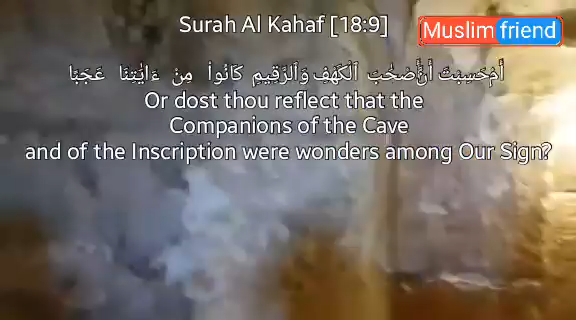 Surah Al Kahaf [18:9]
Muslim friend
أَمْ حَسِبْتَ أَنَّ أَصْحَٰبَ ٱلْكَهْفِ وَٱلرَّقِيمِ كَانُوا۟ مِنْ ءَايَٰتِنَا عَجَبًا
Or dost thou reflect that the
Companions of the Cave
and of the Inscription were wonders among Our Sign?